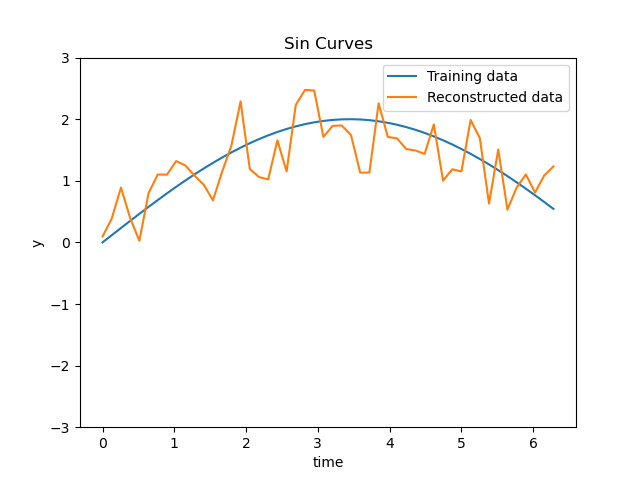 Sin Curves
Training data
Reconstructed data
3
2
1
0
−1
−2
−3
y
0 1 2 3 4 5 6
time